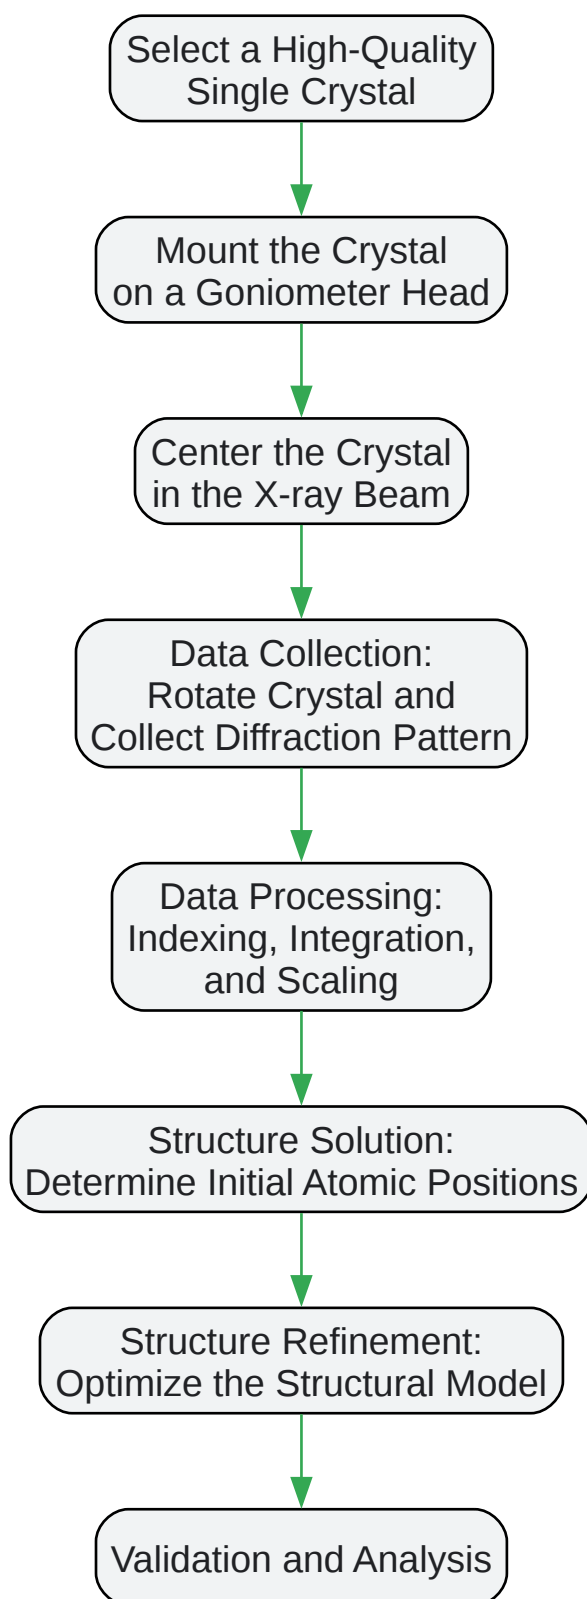 Select a High-Quality
Single Crystal
Mount the Crystal
on a Goniometer Head
Center the Crystal
in the X-ray Beam
Data Collection:
Rotate Crystal and
Collect Diffraction Pattern
Data Processing:
Indexing, Integration,
and Scaling
Structure Solution:
Determine Initial Atomic Positions
Structure Refinement:
Optimize the Structural Model
Validation and Analysis